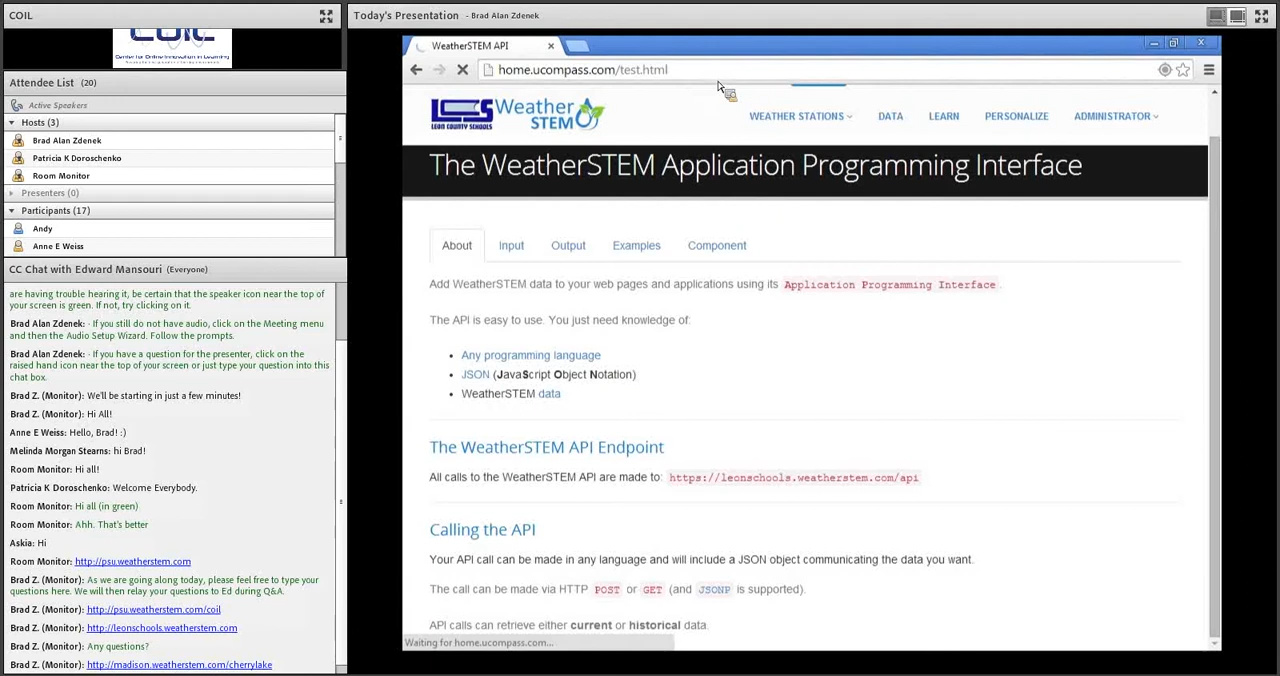 COIL
COIL
Center for Online Innovation in Learning
Attendee List (20)
Active Speakers
Hosts (3)
Brad Alan Zdenek
Patricia K Doroschenko
Room Monitor
Presenters (0)
Participants (17)
Andy
Anne E Weiss
CC Chat with Edward Mansouri (Everyone)
are having trouble hearing it, be certain that the speaker icon near the top of
your screen is green. If not, try clicking on it.
Brad Alan Zdenek: - If you still do not have audio, click on the Meeting menu
and then the Audio Setup Wizard. Follow the prompts.
Brad Alan Zdenek: - If you have a question for the presenter, click on the
raised hand icon near the top of your screen or just type your question into this
chat box.
Brad Z. (Monitor): We'll be starting in just a few minutes!
Brad Z. (Monitor): Hi All!
Anne E Weiss: Hello, Brad! :)
Melinda Morgan Stearns: hi Brad!
Room Monitor: Hi all!
Patricia K Doroschenko: Welcome Everybody.
Room Monitor: Hi all (in green)
Room Monitor: Ahh. That's better
Askia: Hi
Room Monitor: http://psu.weatherstem.com
Brad Z. (Monitor): As we are going along today, please feel free to type your
questions here. We will then relay your questions to Ed during Q&A.
Brad Z. (Monitor): http://psu.weatherstem.com/coil
Brad Z. (Monitor): http://leonschools.weatherstem.com
Brad Z. (Monitor): Any questions?
Brad Z. (Monitor): http://madison.weatherstem.com/cherrylake
Today's Presentation - Brad Alan Zdenek
WeatherSTEM API
home.ucompass.com/test.html
LCS
LEON COUNTY SCHOOLS
Weather
STEM
WEATHER STATIONS
DATA
LEARN
PERSONALIZE
ADMINISTRATOR
The WeatherSTEM Application Programming Interface
About
Input
Output
Examples
Component
Add WeatherSTEM data to your web pages and applications using its Application Programming Interface.
The API is easy to use. You just need knowledge of:
• Any programming language
• JSON (JavaScript Object Notation)
• WeatherSTEM data
The WeatherSTEM API Endpoint
All calls to the WeatherSTEM API are made to: https://leonschools.weatherstem.com/api
Calling the API
Your API call can be made in any language and will include a JSON object communicating the data you want.
The call can be made via HTTP POST or GET (and JSONP is supported).
API calls can retrieve either current or historical data.
Waiting for home.ucompass.com...